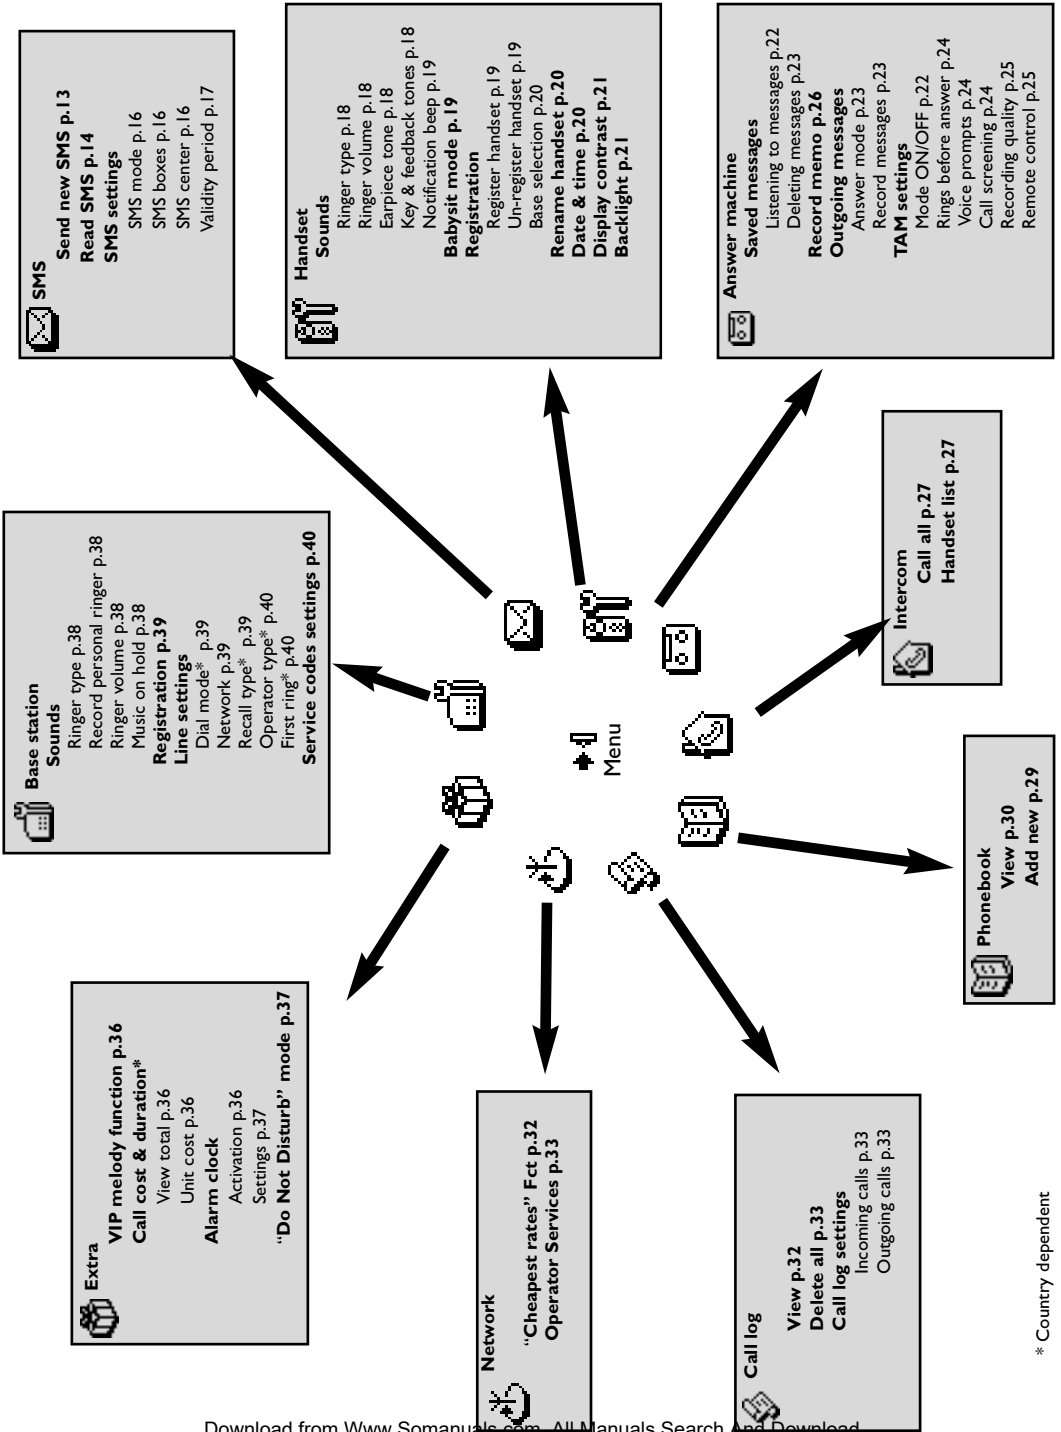 Extra
VIP melody function p.36
Call cost & duration*
View total p.36
Unit cost p.36
Alarm clock
Activation p.36
Settings p.37
“Do Not Disturb” mode p.37
Base station
Sounds
Ringer type p.38
Record personal ringer p.38
Ringer volume p.38
Music on hold p.38
Registration p.39
Line settings
Dial mode* p.39
Network p.39
Recall type* p.39
Operator type* p.40
First ring* p.40
Service codes settings p.40
SMS
Send new SMS p.13
Read SMS p.14
SMS settings
SMS mode p.16
SMS boxes p.16
SMS center p.16
Validity period p.17
Handset
Sounds
Ringer type p.18
Ringer volume p.18
Earpiece tone p.18
Key & feedback tones p.18
Notification beep p.19
Babysit mode p.19
Registration
Register handset p.19
Un-register handset p.19
Base selection p.20
Rename handset p.20
Date & time p.20
Display contrast p.21
Backlight p.21
Network
“Cheapest rates” Fct p.32
Operator Services p.33
Menu
Answer machine
Saved messages
Listening to messages p.22
Deleting messages p.23
Record memo p.26
Outgoing messages
Answer mode p.23
Record messages p.23
TAM settings
Mode ON/OFF p.22
Rings before answer p.24
Voice prompts p.24
Call screening p.24
Recording quality p.25
Remote control p.25
Call log
View p.32
Delete all p.33
Call log settings
Incoming calls p.33
Outgoing calls p.33
Phonebook
View p.30
Add new p.29
Intercom
Call all p.27
Handset list p.27
* Country dependent
Download from Www.Somanuals.com. All Manuals Search And Download.